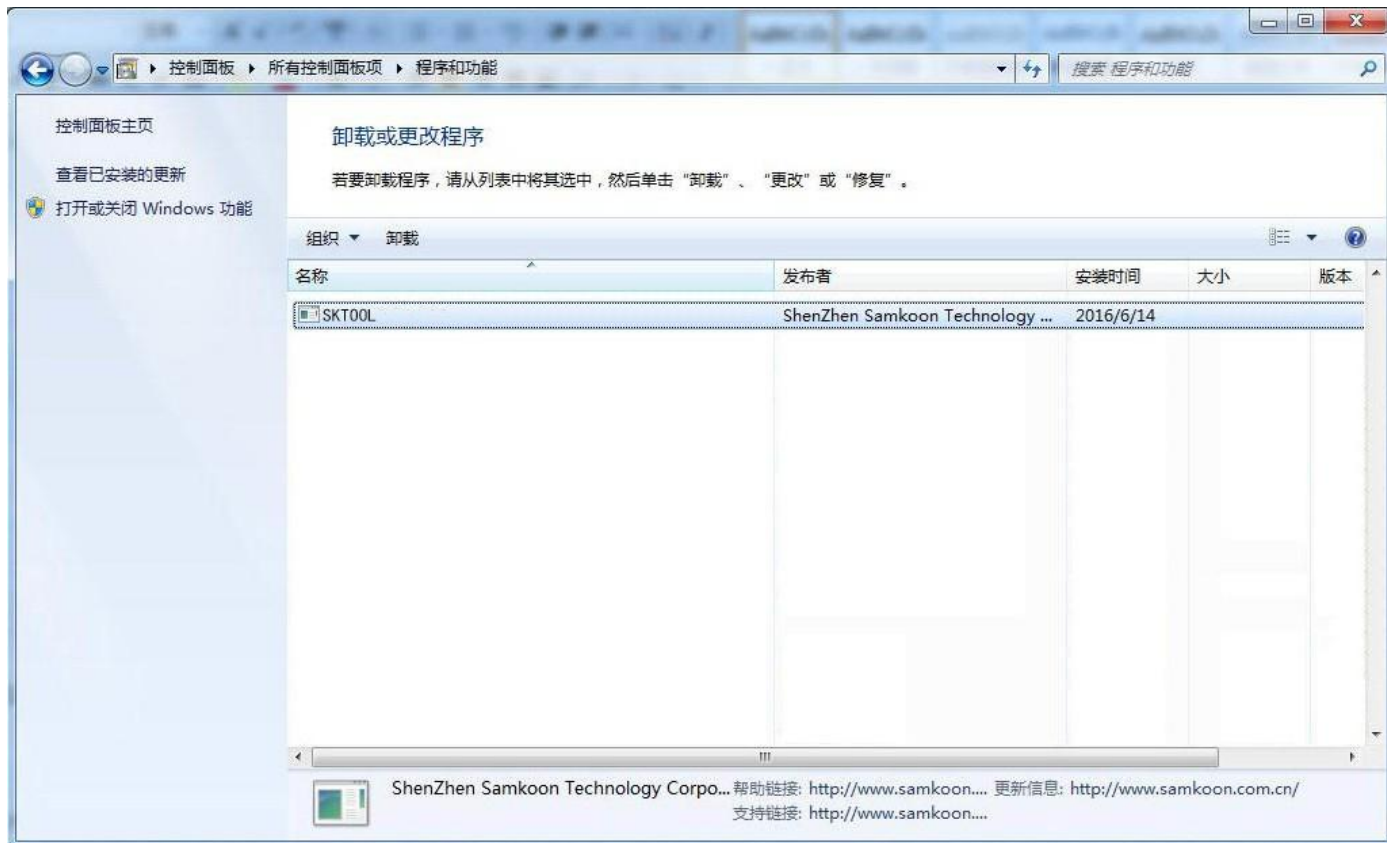 控制面板 ▸ 所有控制面板项 ▸ 程序和功能
搜索 程序和功能
控制面板主页
查看已安装的更新
打开或关闭 Windows 功能
卸载或更改程序
若要卸载程序，请从列表中将其选中，然后单击“卸载”、“更改”或“修复”。
组织 卸载
名称 发布者 安装时间 大小 版本
SKTOOL ShenZhen Samkoon Technology ... 2016/6/14
ShenZhen Samkoon Technology Corpo... 帮助链接: http://www.samkoon.... 更新信息: http://www.samkoon.com.cn/
支持链接: http://www.samkoon....